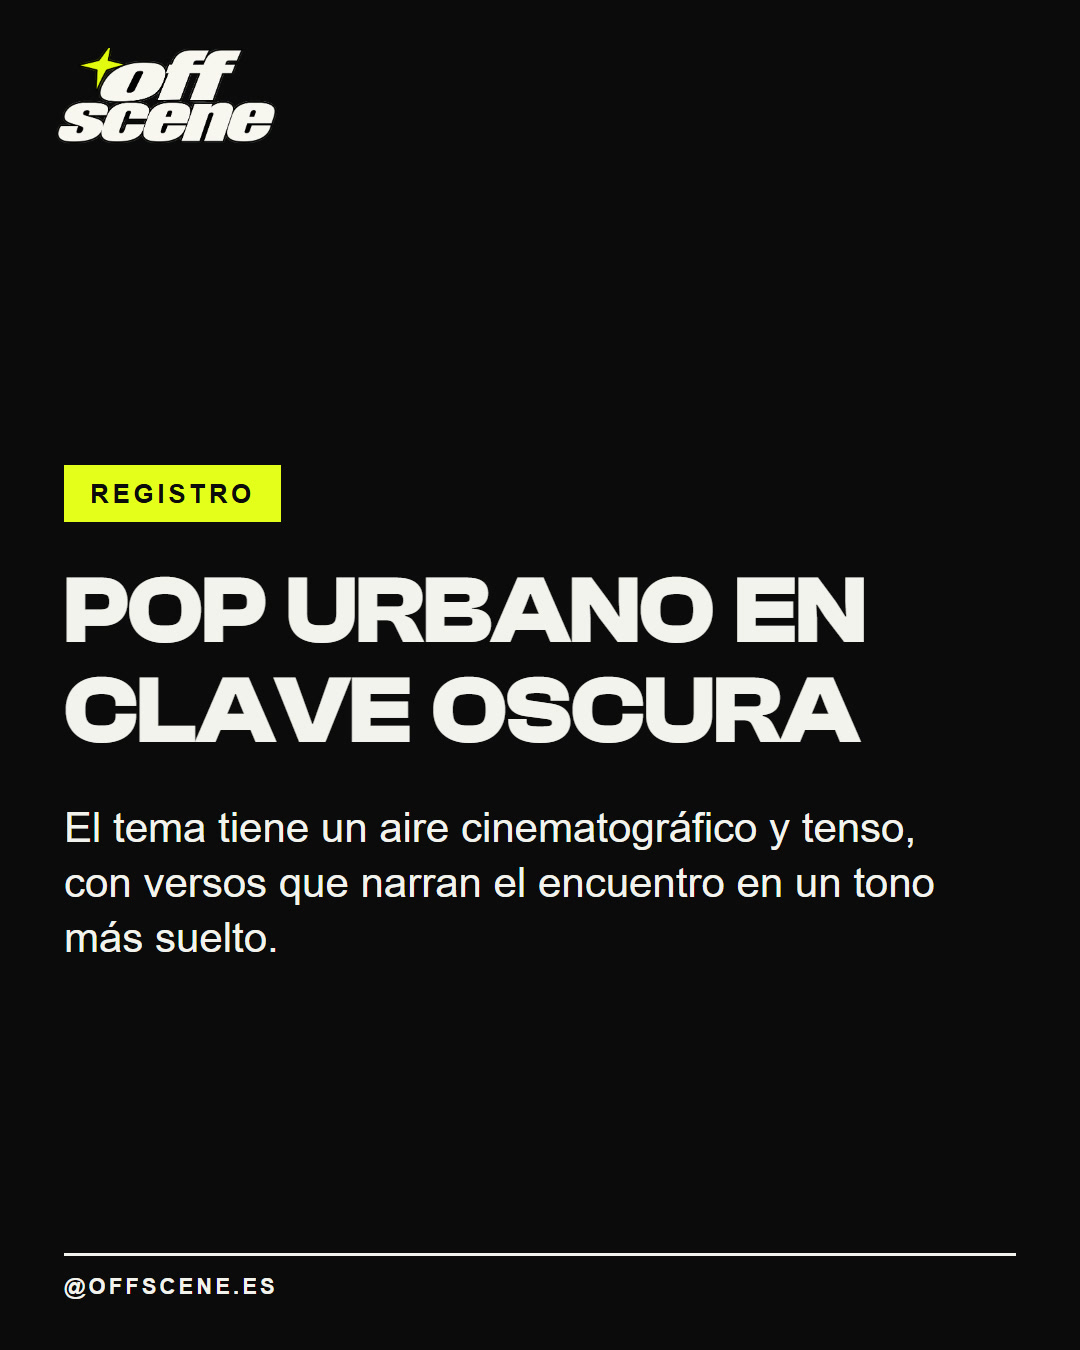 off
scene
REGISTRO
POP URBANO EN
CLAVE OSCURA
El tema tiene un aire cinematográfico y tenso,
con versos que narran el encuentro en un tono
más suelto.
@OFFSCENE.ES